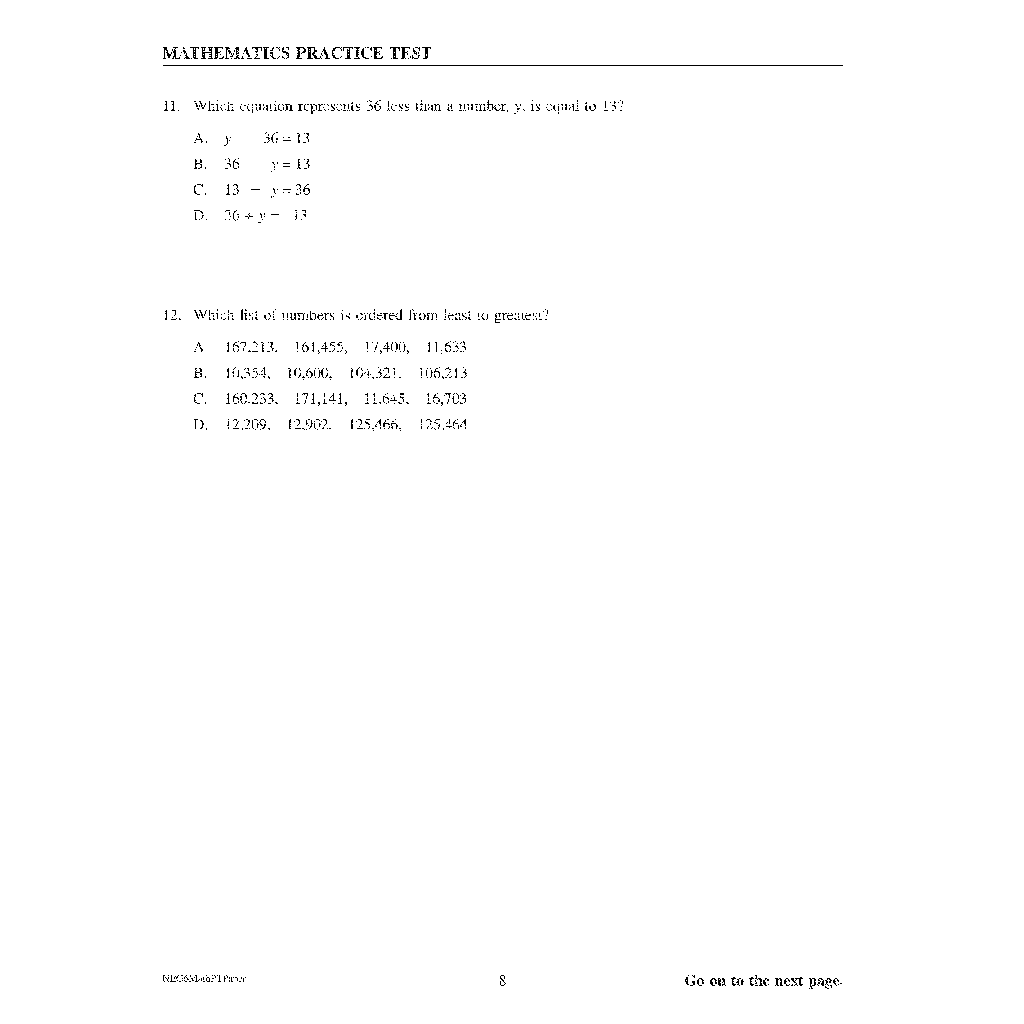 MATHEMATICS PRACTICE TEST
11. Which equation represents 36 less than a number, y, is equal to 13?
A. y 36 = 13
B. 36 y = 13
C. 13 − y = 36
D. 36 + y = 13
12. Which list of numbers is ordered from least to greatest?
A 167,213, 161,455, 17,400, 11,633
B. 10,354, 10,600, 104,321, 106,213
C. 160,233, 171,141, 11,645, 16,703
D. 12,209, 12,902, 125,466, 125,464
8
Go on to the next page.